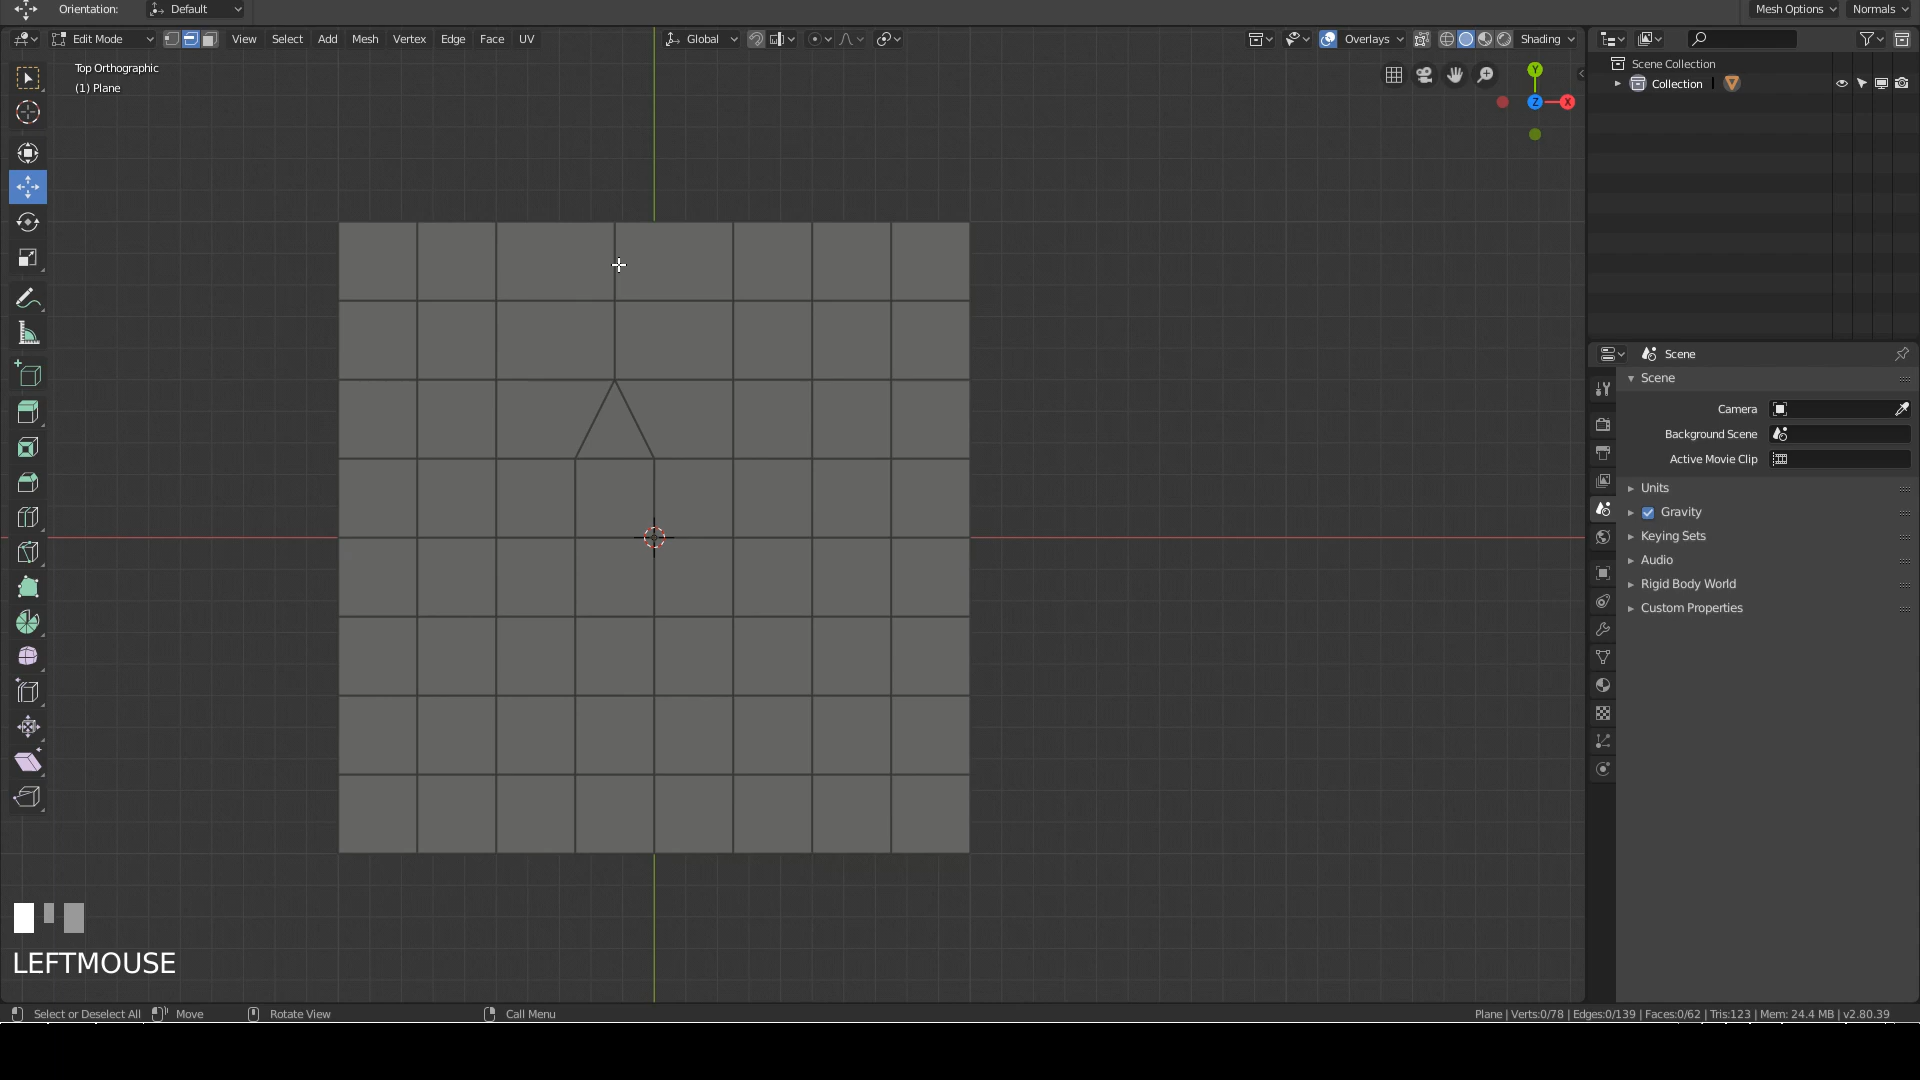 Orientation: Default Mesh Options Normals
Edit Mode View Select Add Mesh Vertex Edge Face UV Global Overlays Shading
Top Orthographic
(1) Plane
Y
Z X
Scene Collection
Collection
Scene
Scene
Camera
Background Scene
Active Movie Clip
Units
Gravity
Keying Sets
Audio
Rigid Body World
Custom Properties
LEFTMOUSE
Select or Deselect All Move Rotate View Call Menu Plane | Verts:0/78 | Edges:0/139 | Faces:0/62 | Tris:123 | Mem: 24.4 MB | v2.80.39